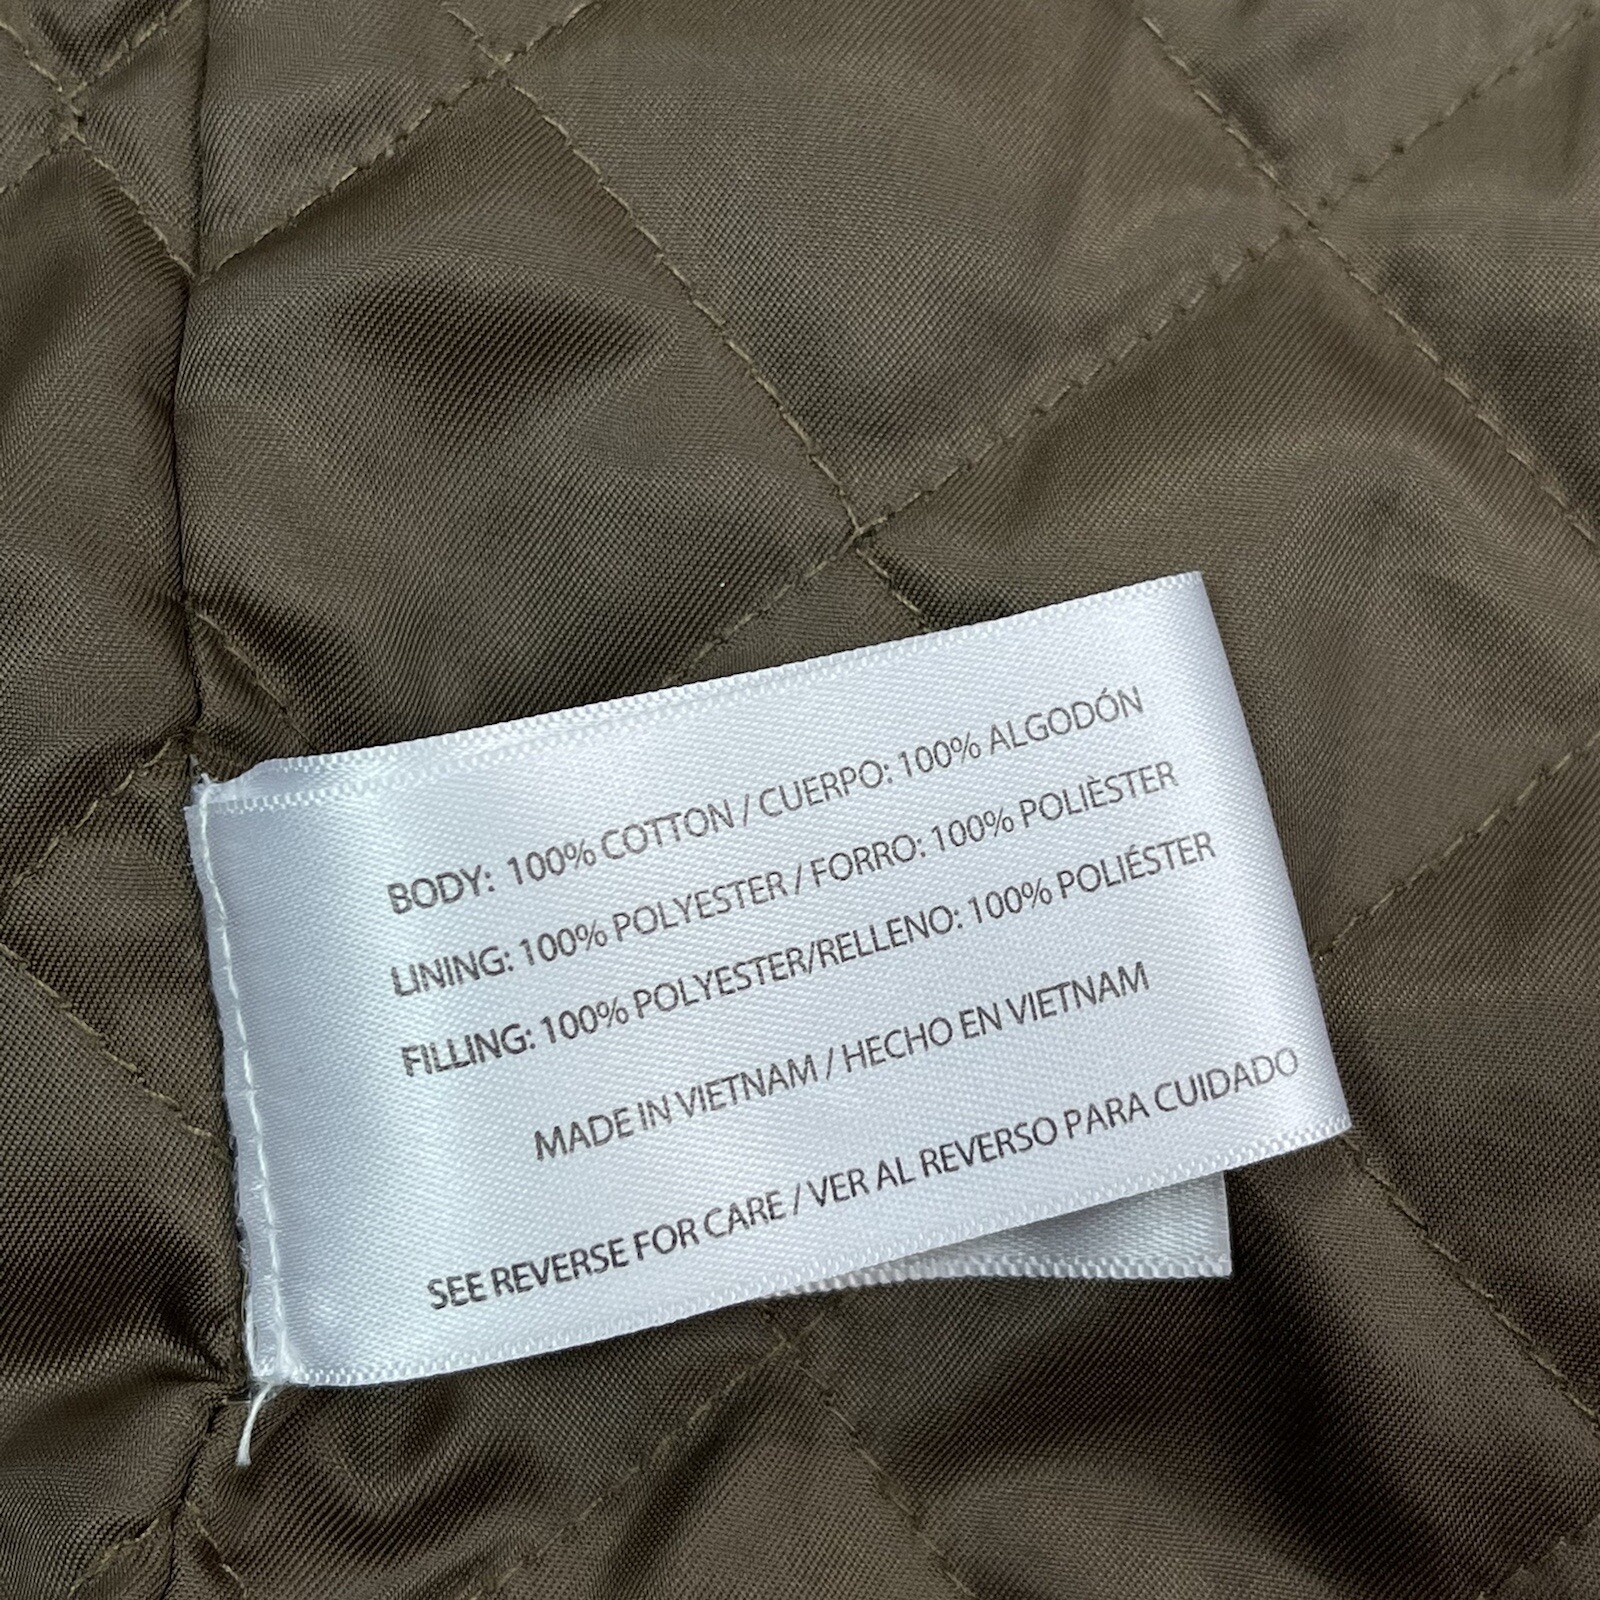 BODY: 100% COTTON / CUERPO: 100% ALGODÓN
LINING: 100% POLYESTER / FORRO: 100% POLIÈSTER
FILLING: 100% POLYESTER/RELLENO: 100% POLIÉSTER
MADE IN VIETNAM / HECHO EN VIETNAM
SEE REVERSE FOR CARE / VER AL REVERSO PARA CUIDADO